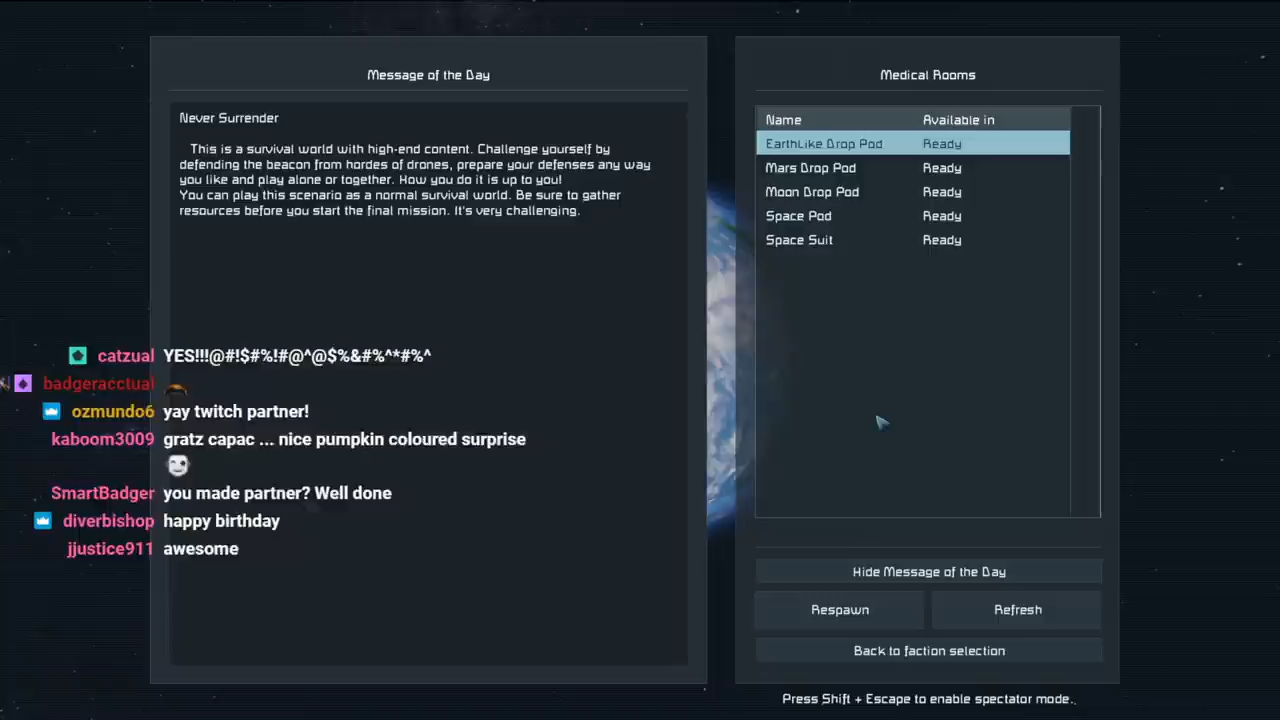 Message of the Day
Never Surrender
This is a survival world with high-end content. Challenge yourself by
defending the beacon from hordes of drones, prepare your defenses any way
you like and play alone or together. How you do it is up to you!
You can play this scenario as a normal survival world. Be sure to gather
resources before you start the final mission. It's very challenging.
catzual YES!!!@#!$#%!#@^@$%&#%^*#%^
badgeracctual
ozmundo6 yay twitch partner!
kaboom3009 gratz capac ... nice pumpkin coloured surprise
SmartBadger you made partner? Well done
diverbishop happy birthday
jjustice911 awesome
Medical Rooms
Name Available in
EarthLike Drop Pod Ready
Mars Drop Pod Ready
Moon Drop Pod Ready
Space Pod Ready
Space Suit Ready
Hide Message of the Day
Respawn Refresh
Back to faction selection
Press Shift + Escape to enable spectator mode.